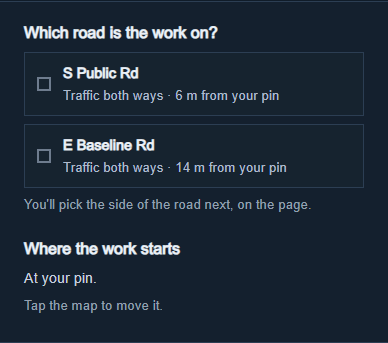 Which road is the work on?
S Public Rd
Traffic both ways · 6 m from your pin
E Baseline Rd
Traffic both ways · 14 m from your pin
You'll pick the side of the road next, on the page.
Where the work starts
At your pin.
Tap the map to move it.